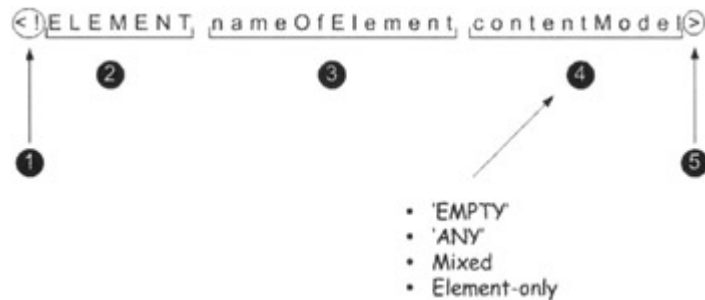 <!ELEMENT nameOfElement contentModel>
2 3 4
1 5
• 'EMPTY'
• 'ANY'
• Mixed
• Element-only